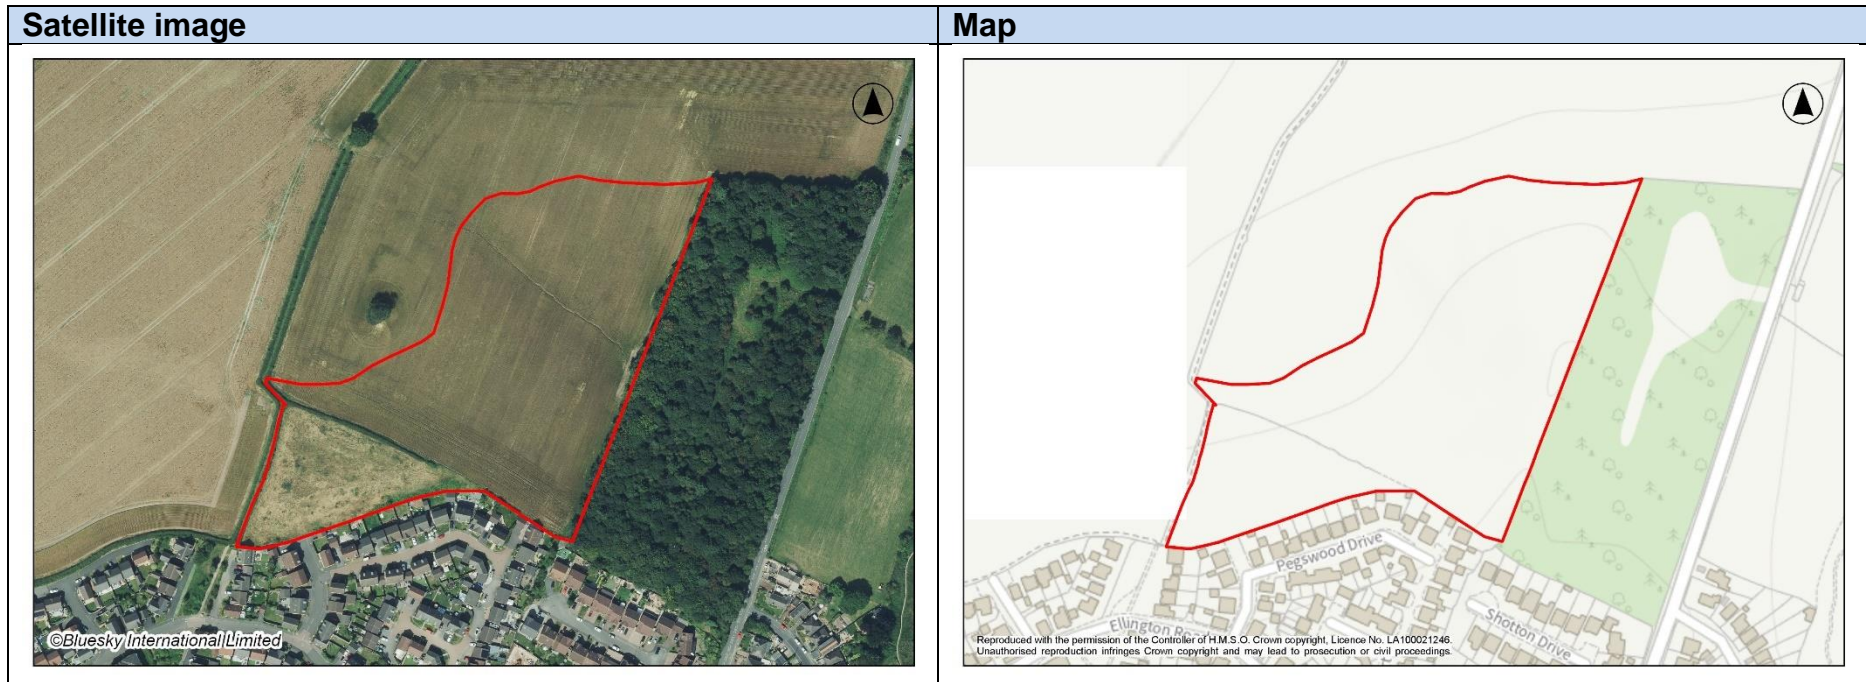 Satellite image
Map
©Bluesky International Limited
Pegswood Drive
Ellington Road
Shotton Drive
Reproduced with the permission of the Controller of H.M.S.O. Crown copyright, Licence No. LA100021246.
Unauthorised reproduction infringes Crown copyright and may lead to prosecution or civil proceedings.